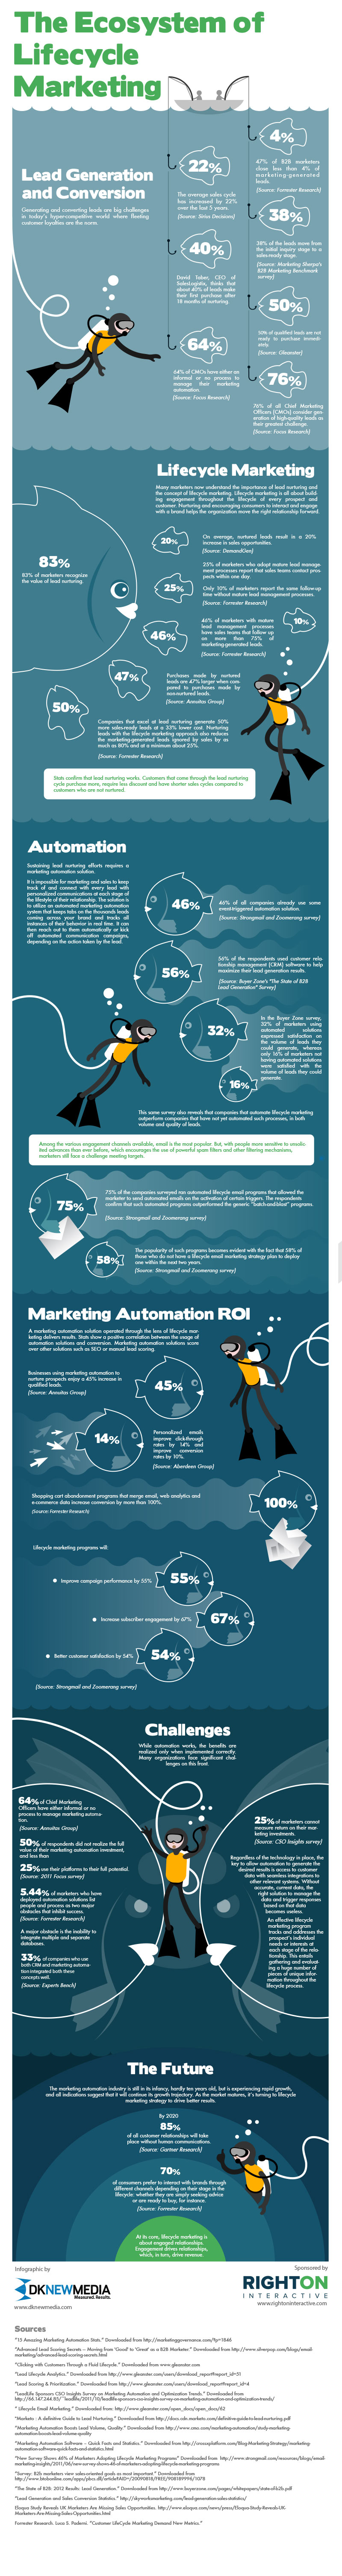 The Ecosystem of
Lifecycle
Marketing
Lead Generation
and Conversion
Generating and converting leads are big challenges
in today's hyper-competitive world where fleeting
customer loyalties are the norm.
22%
The average sales cycle
has increased by 22%
over the last 5 years.
(Source: Sirius Decisions)
40%
David Taber, CEO of
SalesLogistix, thinks that
about 40% of leads make
their first purchase after
18 months of nurturing.
64%
64% of CMOs have either an
informal or no process to
manage their marketing
automation.
(Source: Focus Research)
4%
47% of B2B marketers
close less than 4% of
marketing-generated
leads.
(Source: Forrester Research)
38%
38% of the leads move from
the initial inquiry stage to a
sales-ready stage.
(Source: Marketing Sherpa's
B2B Marketing Benchmark
survey)
50%
50% of qualified leads are not
ready to purchase immedi-
ately.
(Source: Gleanster)
76%
76% of all Chief Marketing
Officers (CMOs) consider gen-
eration of high-quality leads as
their greatest challenge.
(Source: Focus Research)
Lifecycle Marketing
Many marketers now understand the importance of lead nurturing and
the concept of lifecycle marketing. Lifecycle marketing is all about build-
ing engagement throughout the lifecycle of every prospect and
customer. Nurturing and encouraging consumers to interact and engage
with a brand helps the organization move the right relationship forward.
83%
83% of marketers recognize
the value of lead nurturing.
20%
On average, nurtured leads result in a 20%
increase in sales opportunities.
(Source: DemandGen)
25%
25% of marketers who adopt mature lead manage-
ment processes report that sales teams contact pros-
pects within one day.
Only 10% of marketers report the same follow-up
time without mature lead management processes
(Source: Forrester Research)
10%
46%
46% of marketers with mature
lead management processes
have sales teams that follow up
on more than 75% of
marketing-generated leads.
(Source: Forrester Research)
47%
Purchases made by nurtured
leads are 47% larger when com-
pared to purchases made by
non-nurtured leads.
(Source: Annuitas Group)
50%
Companies that excel at lead nurturing generate 50%
more sales-ready leads at a 33% lower cost. Nurturing
leads with the lifecycle marketing approach also reduces
the marketing-generated leads ignored by sales by as
much as 80% and at a minimum about 25%.
(Source: Forrester Research)
Stats confirm that lead nurturing works. Customers that come through the lead nurturing
cycle purchase more, require less discount and have shorter sales cycles compared to
customers who are not nurtured.
Automation
Sustaining lead nurturing efforts requires a
marketing automation solution.
It is impossible for marketing and sales to keep
track of and connect with every lead with
personalized communications at each stage of
the lifestyle of their relationship. The solution is
to utilize an automated marketing automation
system that keeps tabs on the thousands leads
coming across your brand and tracks all
instances of their behavior in real time. It can
then reach out to them automatically or kick
off automated communication campaigns,
depending on the action taken by the lead.
46%
46% of all companies already use some
event-triggered automation solution.
(Source: Strongmail and Zoomerang survey)
56%
56% of the respondents used customer rela-
tionship management (CRM) software to help
maximize their lead generation results.
(Source: Buyer Zone's "The State of B2B
Lead Generation" Survey)
32%
In the Buyer Zone survey,
32% of marketers using
automated solutions
expressed satisfaction on
the volume of leads they
could generate, whereas
only 16% of marketers not
having automated solutions
were satisfied with the
volume of leads they could
generate.
16%
This same survey also reveals that companies that automate lifecycle marketing
outperform companies that have not yet automated such processes, in both
volume and quality of leads.
Among the various engagement channels available, email is the most popular. But, with people more sensitive to unsolic-
ited advances than ever before, which encourages the use of powerful spam filters and other filtering mechanisms,
marketers still face a challenge meeting targets.
75%
75% of the companies surveyed ran automated lifecycle email programs that allowed the
marketer to send automated emails on the activation of certain triggers. The respondents
confirm that such automated programs outperformed the generic "batch-and-blast" programs.
(Source: Strongmail and Zoomerang survey)
58%
The popularity of such programs becomes evident with the fact that 58% of
those who do not have a lifecycle email marketing strategy plan to deploy
one within the next two years.
(Source: Strongmail and Zoomerang survey)
Marketing Automation ROI
A marketing automation solution operated through the lens of lifecycle mar-
keting delivers results. Stats show a positive correlation between the usage of
automation solutions and conversion. Marketing automation solutions score
over other solutions such as SEO or manual lead scoring.
Businesses using marketing automation to
nurture prospects enjoy a 45% increase in
qualified leads.
(Source: Annuitas Group)
45%
14%
Personalized emails
improve click-through
rates by 14% and
improve conversion
rates by 10%.
(Source: Aberdeen Group)
Shopping cart abandonment programs that merge email, web analytics and
e-commerce data increase conversion by more than 100%.
(Source: Forrester Research)
100%
Lifecycle marketing programs will:
Improve campaign performance by 55%
55%
Increase subscriber engagement by 67%
67%
Better customer satisfaction by 54%
54%
(Source: Strongmail and Zoomerang survey)
Challenges
While automation works, the benefits are
realized only when implemented correctly.
Many organizations face significant chal-
lenges on this front.
64% of Chief Marketing
Officers have either informal or no
process to manage marketing automa-
tion.
(Source: Annuitas Group)
50% of respondents did not realize the full
value of their marketing automation investment,
and less than
25% use their platforms to their full potential.
(Source: 2011 Focus survey)
5.44% of marketers who have
deployed automation solutions list
people and process as two major
obstacles that inhibit success.
(Source: Forrester Research)
A major obstacle is the inability to
integrate multiple and separate
databases.
33% of companies who use
both CRM and marketing automa-
tion integrated both these
concepts well.
(Source: Experts Bench)
25% of marketers cannot
measure return on their mar-
keting investments.
(Source: CSO Insights survey)
Regardless of the technology in place, the
key to allow automation to generate the
desired results is access to customer
data with seamless integrations to
other relevant systems. Without
accurate, current data, the
right solution to manage the
data and trigger responses
based on that data
becomes useless.
An effective lifecycle
marketing program
tracks and addresses the
prospect's individual
needs or interests at
each stage of the rela-
tionship. This entails
gathering and evaluat-
ing a huge number of
pieces of unique infor-
mation throughout the
lifecycle process.
The Future
The marketing automation industry is still in its infancy, hardly ten years old, but is experiencing rapid growth,
and all indications suggest that it will continue its growth trajectory. As the market matures, it's turning to lifecycle
marketing strategy to drive better results.
By 2020
85%
of all customer relationships will take
place without human communications.
(Source: Gartner Research)
70%
of consumers prefer to interact with brands through
different channels depending on their stage in the
lifecycle: whether they are simply seeking advice
or are ready to buy, for instance.
(Source: Forrester Research)
At its core, lifecycle marketing is
about engaged relationships.
Engagement drives relationships,
which, in turn, drive revenue.
Infographic by
DKNEWMEDIA
Measured. Results.
www.dknewmedia.com
Sponsored by
RIGHTON
INTERACTIVE
www.rightoninteractive.com
Sources
"15 Amazing Marketing Automation Stats." Downloaded from http://marketinggovernance.com/?p=1846